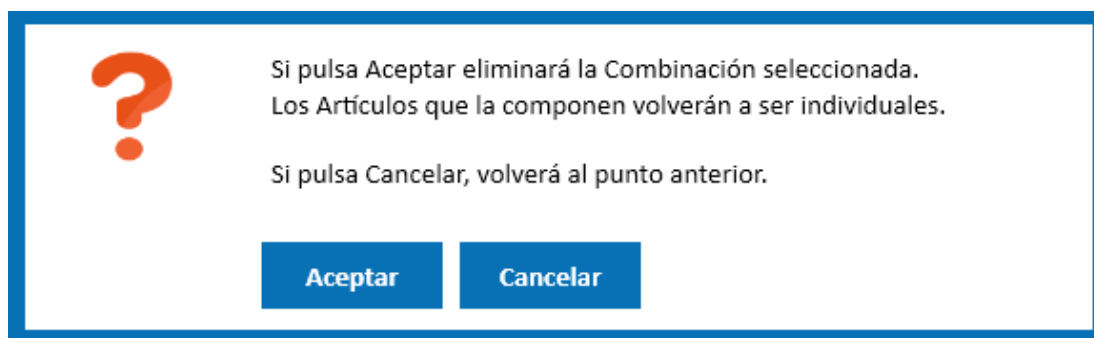 Si pulsa Aceptar eliminará la Combinación seleccionada.
Los Artículos que la componen volverán a ser individuales.
Si pulsa Cancelar, volverá al punto anterior.
Aceptar
Cancelar